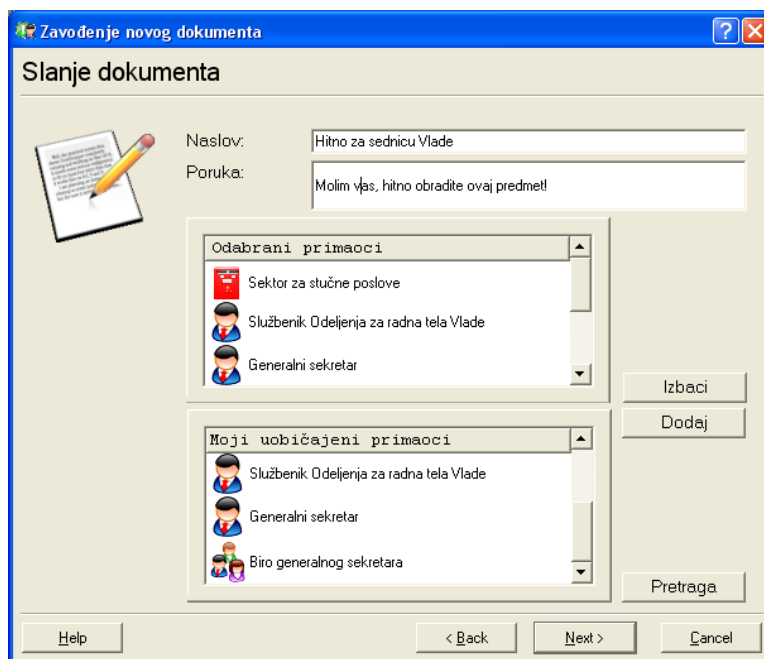 Zavođenje novog dokumenta
Slanje dokumenta
Naslov:
Hitno za sednicu Vlade
Poruka:
Molim vas, hitno obradite ovaj predmet!
Odabrani primaoci
Sektor za stučne poslove
Službenik Odeljenja za radna tela Vlade
Generalni sekretar
Izbaci
Dodaj
Moji uobičajeni primaoci
Službenik Odeljenja za radna tela Vlade
Generalni sekretar
Biro generalnog sekretara
Pretraga
Help
< Back
Next >
Cancel